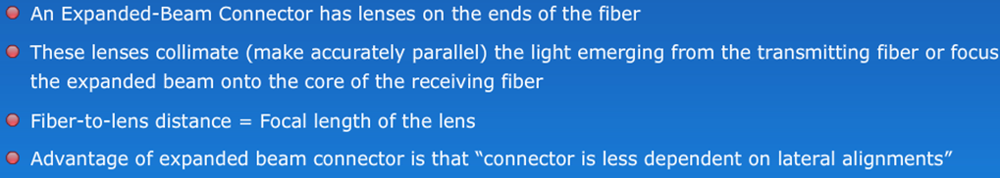 An Expanded-Beam Connector has lenses on the ends of the fiber
These lenses collimate (make accurately parallel) the light emerging from the transmitting fiber or focus
the expanded beam onto the core of the receiving fiber
Fiber-to-lens distance = Focal length of the lens
Advantage of expanded beam connector is that “connector is less dependent on lateral alignments”